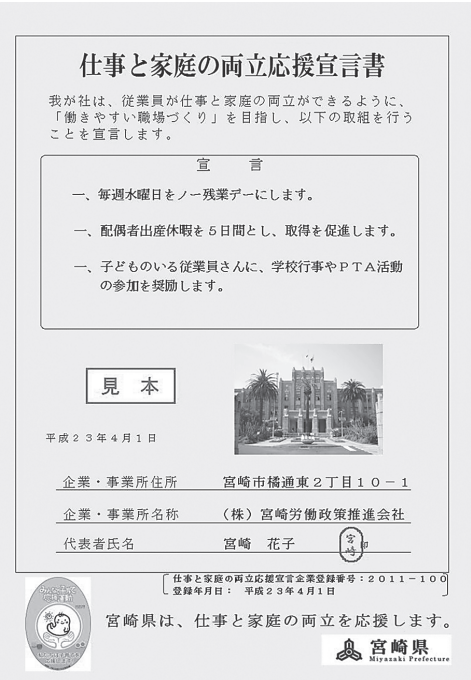 仕事と家庭の両立応援宣言書
我が社は、従業員が仕事と家庭の両立ができるように、
「働きやすい職場づくり」を目指し、以下の取組を行う
ことを宣言します。
宣　　言
一、毎週水曜日をノー残業デーにします。
一、配偶者出産休暇を５日間とし、取得を促進します。
一、子どものいる従業員さんに、学校行事やＰＴＡ活動
の参加を奨励します。
見　本
平成２３年４月１日
企業・事業所住所　宮崎市橘通東２丁目１０－１
企業・事業所名称　（株）宮崎労働政策推進会社
代表者氏名　宮崎　花子　宮崎　印
仕事と家庭の両立応援宣言企業登録番号：２０１１－１００
登録年月日：　平成２３年４月１日
宮崎県は、仕事と家庭の両立を応援します。
宮崎県
Miyazaki Prefecture